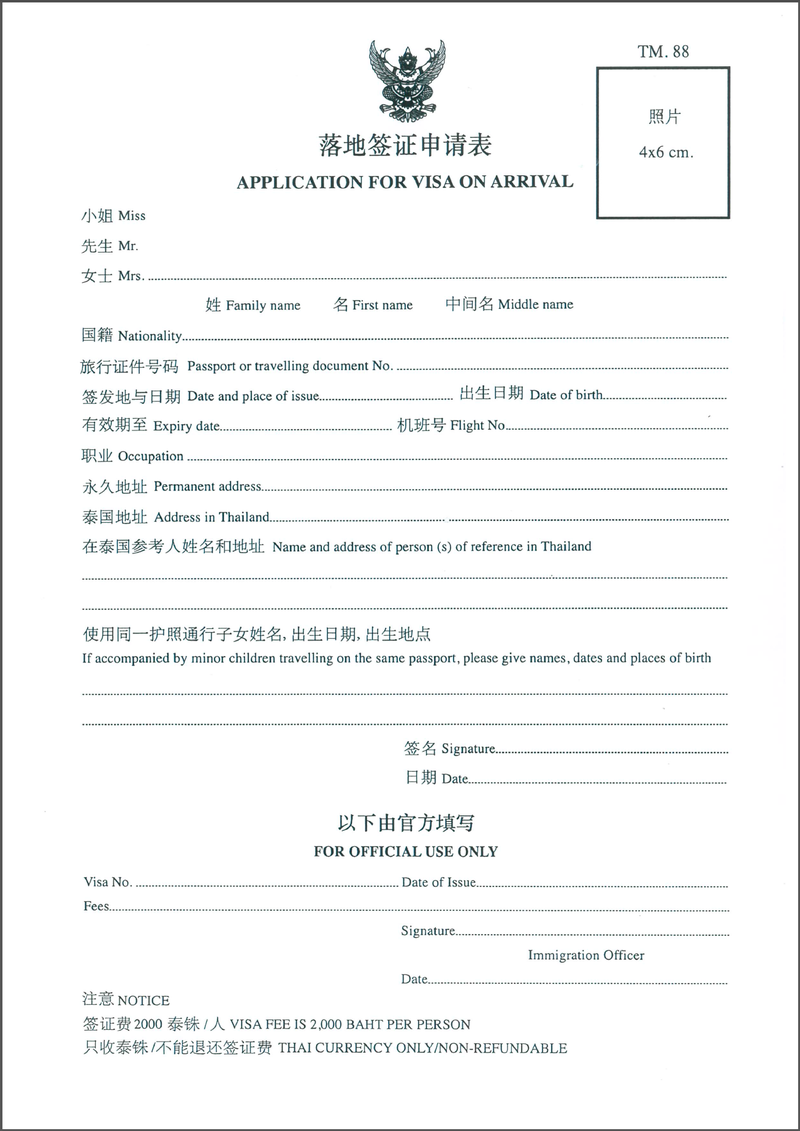 TM. 88
照片
4x6 cm.
落地签证申请表
APPLICATION FOR VISA ON ARRIVAL
小姐 Miss
先生 Mr.
女士 Mrs.
姓 Family name 名 First name 中间名 Middle name
国籍 Nationality
旅行证件号码 Passport or travelling document No.
签发地与日期 Date and place of issue 出生日期 Date of birth
有效期至 Expiry date 机班号 Flight No.
职业 Occupation
永久地址 Permanent address
泰国地址 Address in Thailand
在泰国参考人姓名和地址 Name and address of person (s) of reference in Thailand
使用同一护照通行子女姓名, 出生日期, 出生地点
If accompanied by minor children travelling on the same passport, please give names, dates and places of birth
签名 Signature
日期 Date
以下由官方填写
FOR OFFICIAL USE ONLY
Visa No. Date of Issue
Fees
Signature
Immigration Officer
Date
注意 NOTICE
签证费 2000 泰铢 / 人 VISA FEE IS 2,000 BAHT PER PERSON
只收泰铢 /不能退还签证费 THAI CURRENCY ONLY/NON-REFUNDABLE